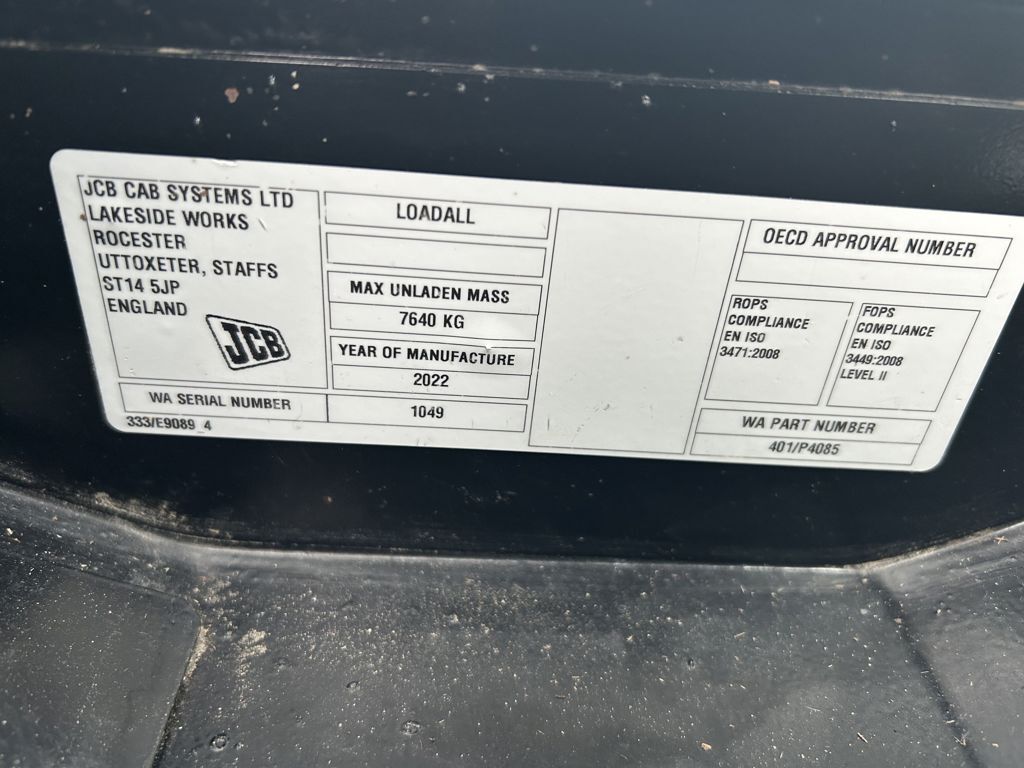 JCB CAB SYSTEMS LTD
LAKESIDE WORKS
ROCESTER
UTTOXETER, STAFFS
ST14 5JP
ENGLAND
JCB
WA SERIAL NUMBER
333/E9089_4
LOADALL
MAX UNLADEN MASS
7640 KG
YEAR OF MANUFACTURE
2022
1049
OECD APPROVAL NUMBER
ROPS
COMPLIANCE
EN ISO
3471:2008
FOPS
COMPLIANCE
EN ISO
3449:2008
LEVEL II
WA PART NUMBER
401/P4085